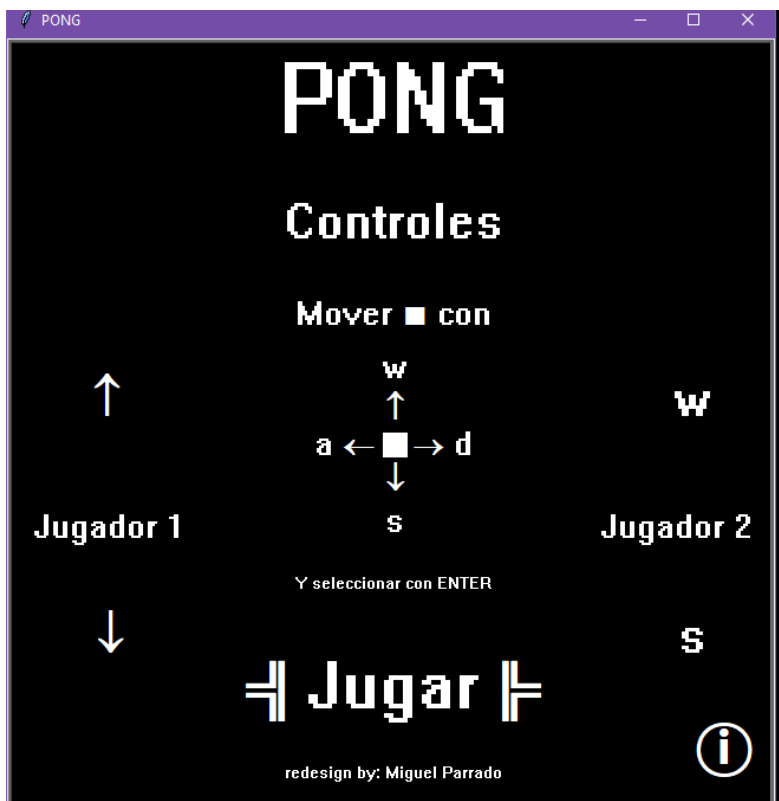 PONG
PONG
Controles
Mover ■ con
w
↑
↑
w
a ← ■ → d
↓
s
Jugador 1
Jugador 2
Y seleccionar con ENTER
↓
s
╣ Jugar ╠
i
redesign by: Miguel Parrado